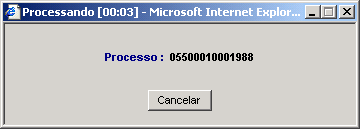 Processando [00:03] - Microsoft Internet Explor...
Processo : 05500010001988
Cancelar